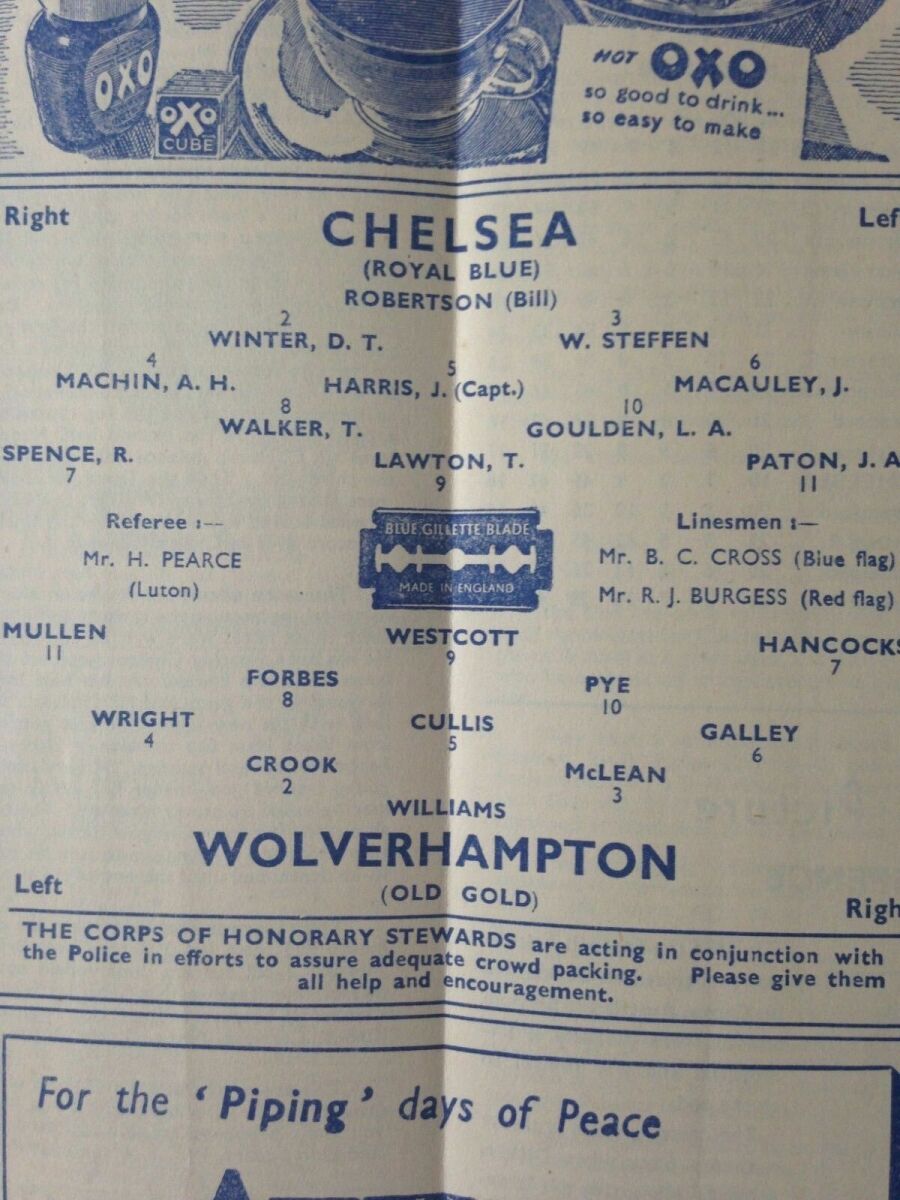 OXO
OXO
CUBE
HOT OXO
so good to drink...
so easy to make
Right
Lef
CHELSEA
(ROYAL BLUE)
ROBERTSON (Bill)
2 3
WINTER, D. T. W. STEFFEN
4 5 6
MACHIN, A. H. HARRIS, J. (Capt.) MACAULEY, J.
8 10
WALKER, T. GOULDEN, L. A.
SPENCE, R. LAWTON, T. PATON, J. A
7 9 11
Referee :—
Mr. H. PEARCE
(Luton)
BLUE GILLETTE BLADE
MADE IN ENGLAND
Linesmen :—
Mr. B. C. CROSS (Blue flag)
Mr. R. J. BURGESS (Red flag)
MULLEN WESTCOTT HANCOCKS
11 9 7
FORBES PYE
8 10
WRIGHT CULLIS GALLEY
4 5 6
CROOK McLEAN
2 3
WILLIAMS
WOLVERHAMPTON
Left (OLD GOLD) Righ
THE CORPS OF HONORARY STEWARDS are acting in conjunction with
the Police in efforts to assure adequate crowd packing. Please give them
all help and encouragement.
For the ‘Piping’ days of Peace